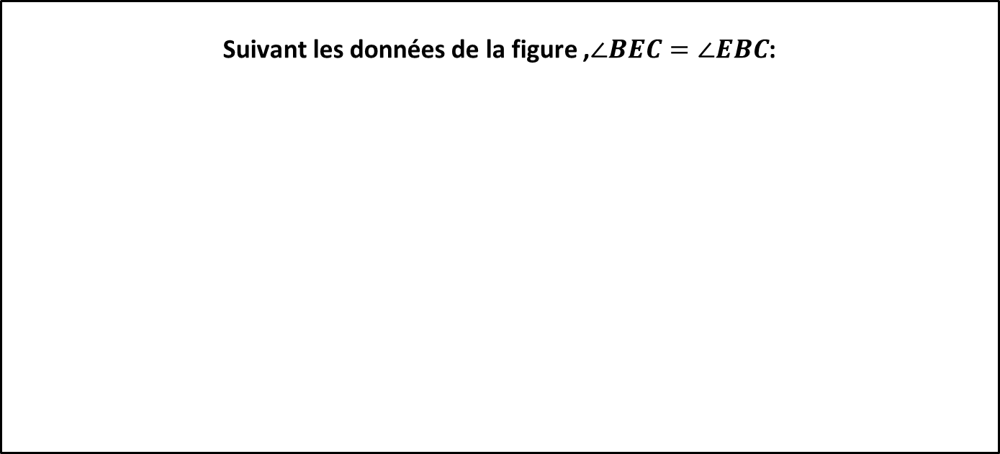 Suivant les données de la figure ,∠BEC = ∠EBC: